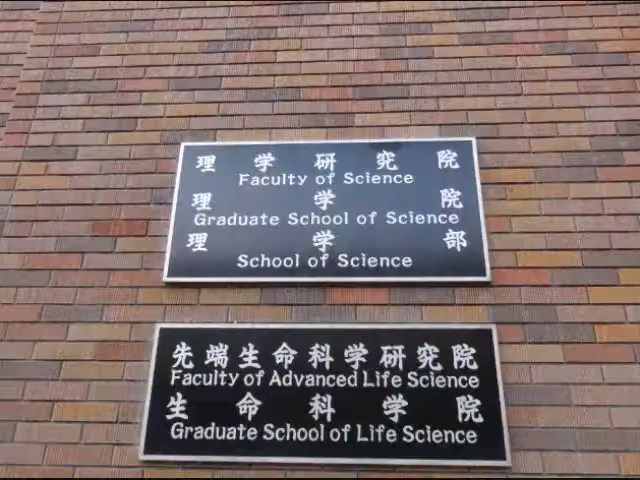 理学研究院
Faculty of Science
理学院
Graduate School of Science
理学部
School of Science
先端生命科学研究院
Faculty of Advanced Life Science
生命科学院
Graduate School of Life Science